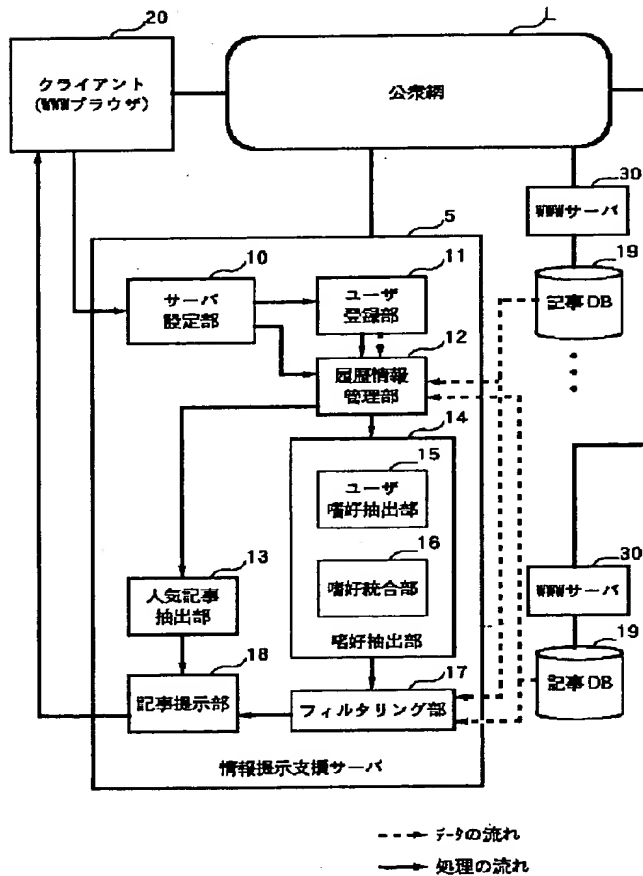 20
クライアント
(WWWブラウザ)
1
公衆網
30
WWWサーバ
19
記事DB
5
10
サーバ
設定部
11
ユーザ
登録部
12
履歴情報
管理部
14
15
ユーザ
嗜好抽出部
16
嗜好統合部
嗜好抽出部
13
人気記事
抽出部
18
記事提示部
17
フィルタリング部
30
WWWサーバ
19
記事DB
情報提示支援サーバ
データの流れ
処理の流れ